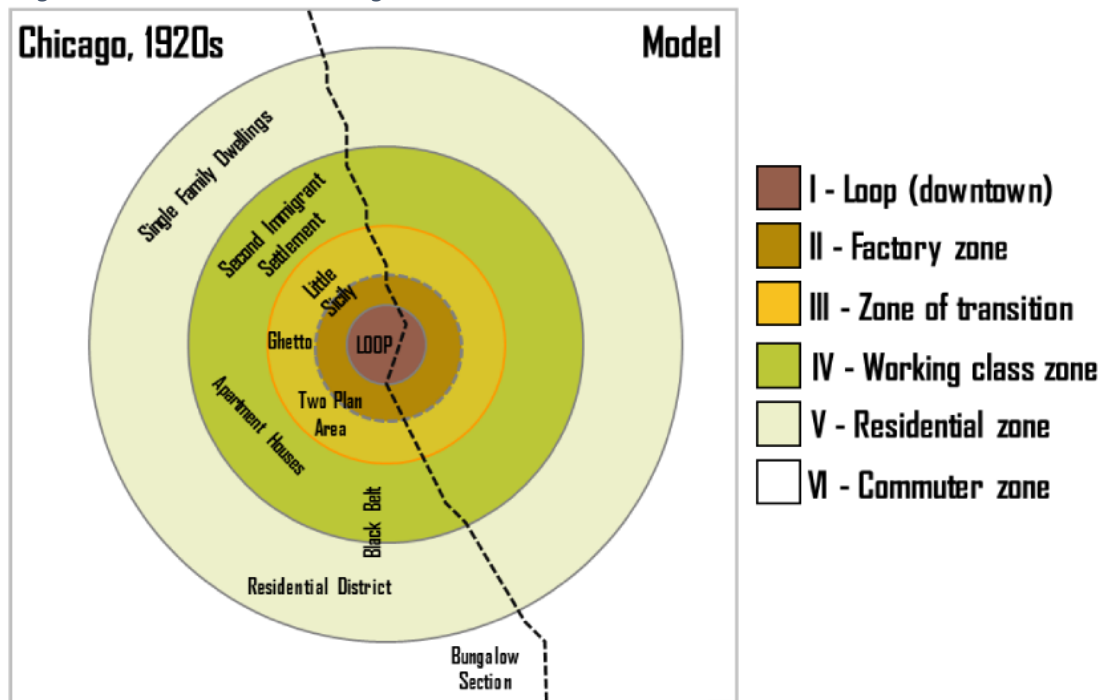 Chicago, 1920s
Model
Single Family Dwellings
Second Immigrant
Settlement
Little
Sicily
Ghetto
LOOP
Two Plan
Area
Apartment Houses
Black Belt
Residential District
Bungalow
Section
I - Loop (downtown)
II - Factory zone
III - Zone of transition
IV - Working class zone
V - Residential zone
VI - Commuter zone